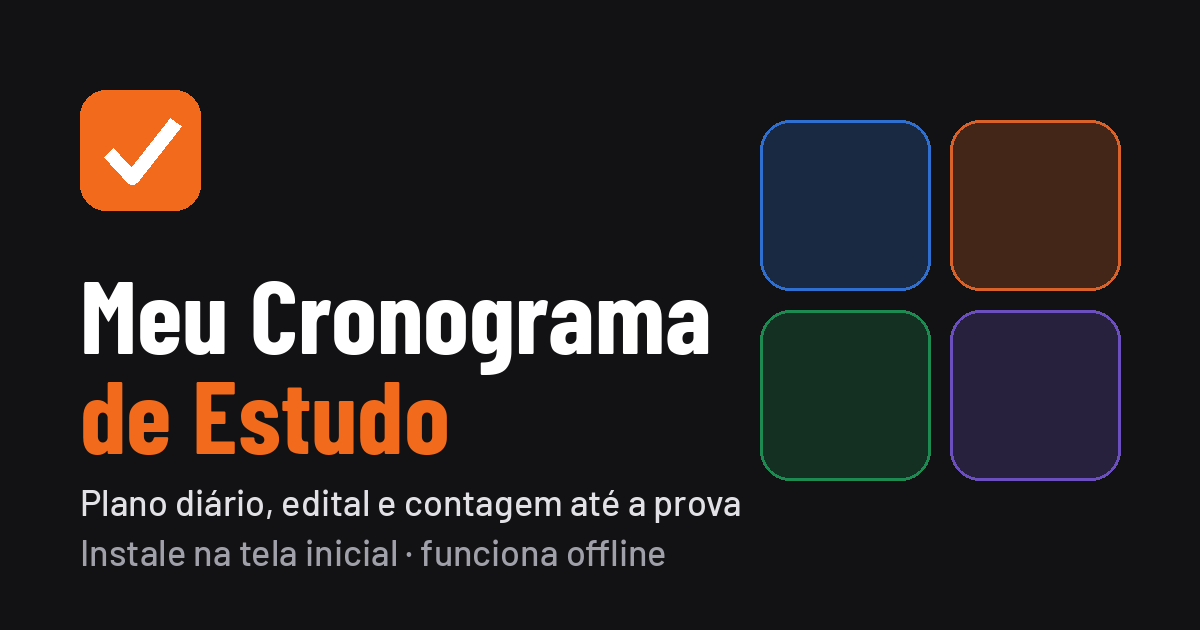 Meu Cronograma
de Estudo
Plano diário, edital e contagem até a prova
Instale na tela inicial · funciona offline